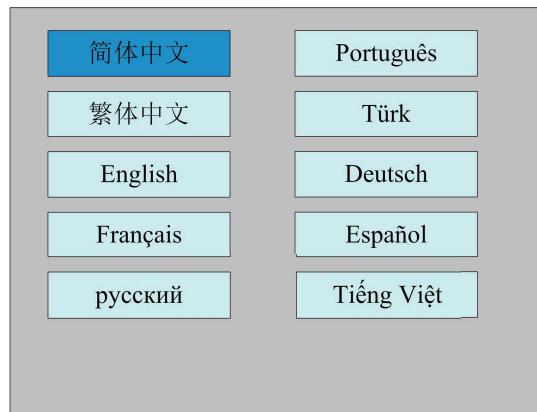 简体中文
繁体中文
English
Français
русский
Português
Türk
Deutsch
Español
Tiếng Việt